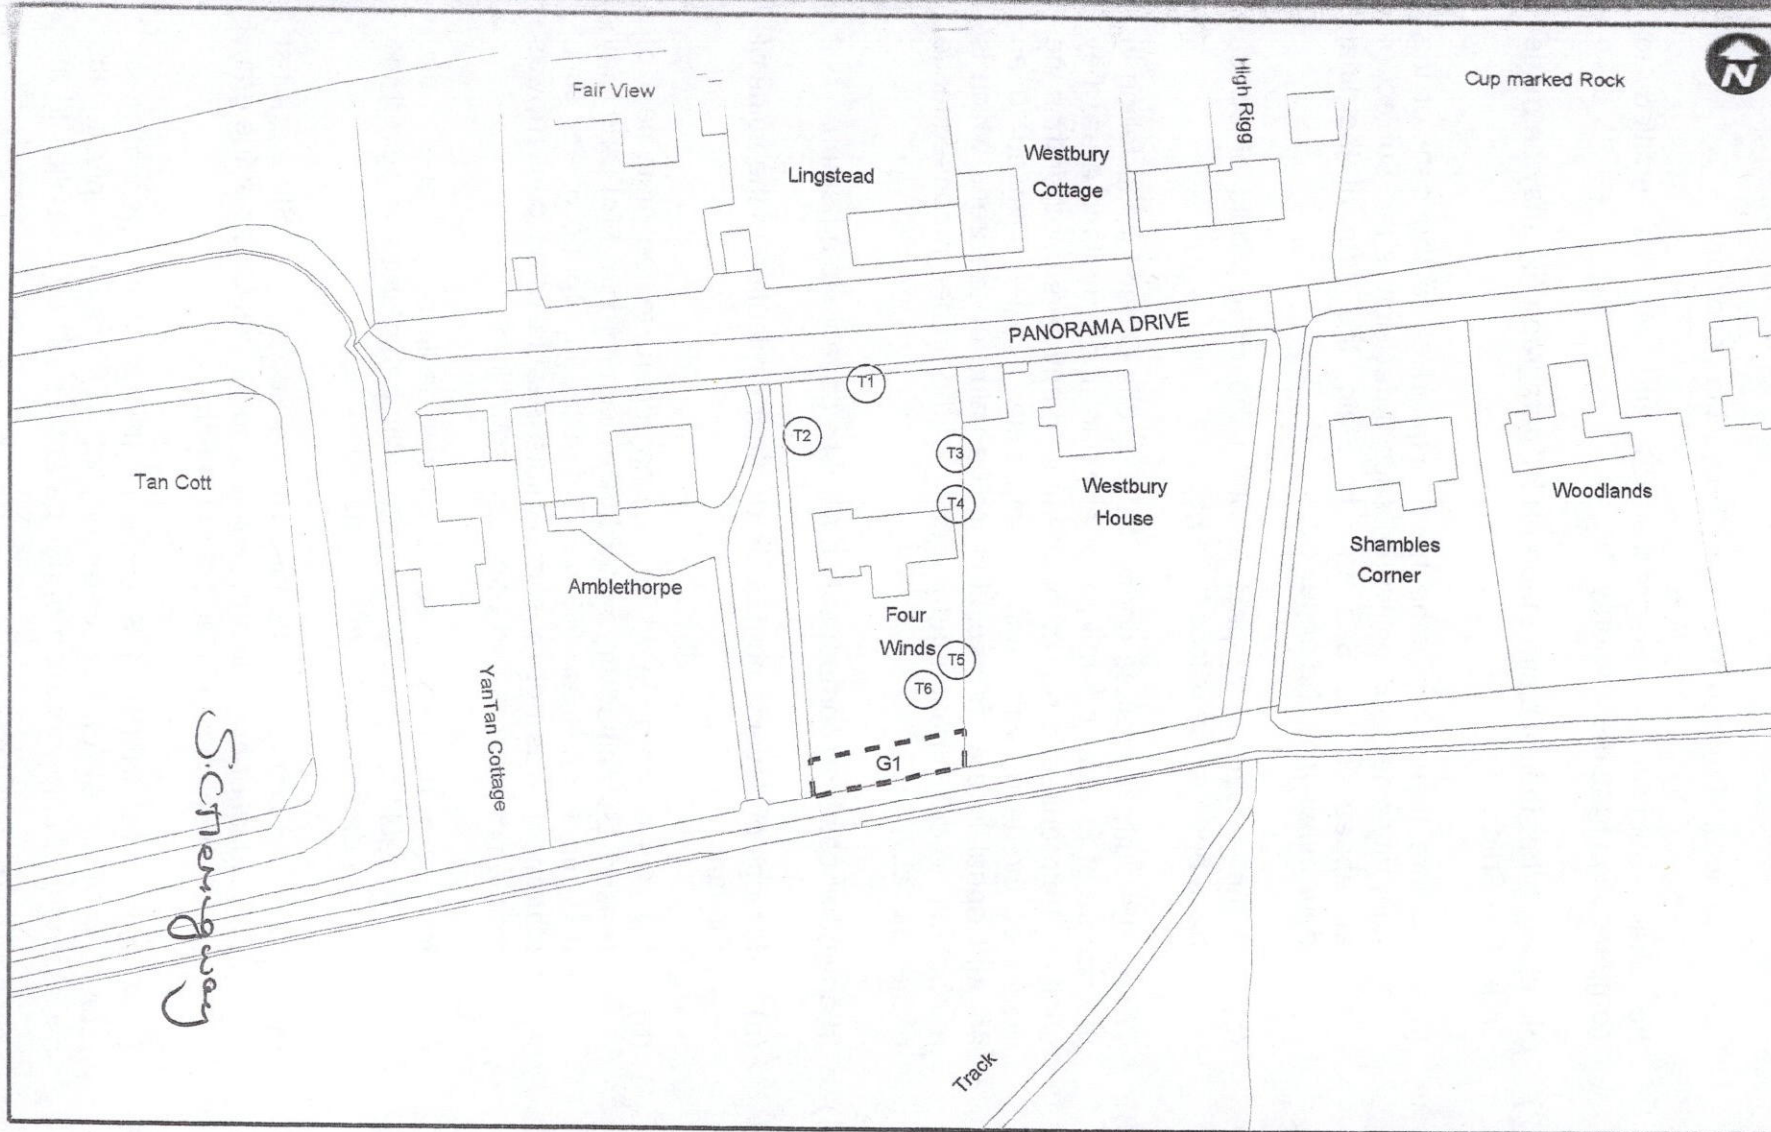 N
Cup marked Rock
High Rigg
Fair View
Westbury
Cottage
Lingstead
PANORAMA DRIVE
T1
T2
T3
T4
Tan Cott
Westbury
House
Woodlands
Shambles
Corner
Amblethorpe
Four
Winds
T5
T6
YanTan Cottage
G1
Track